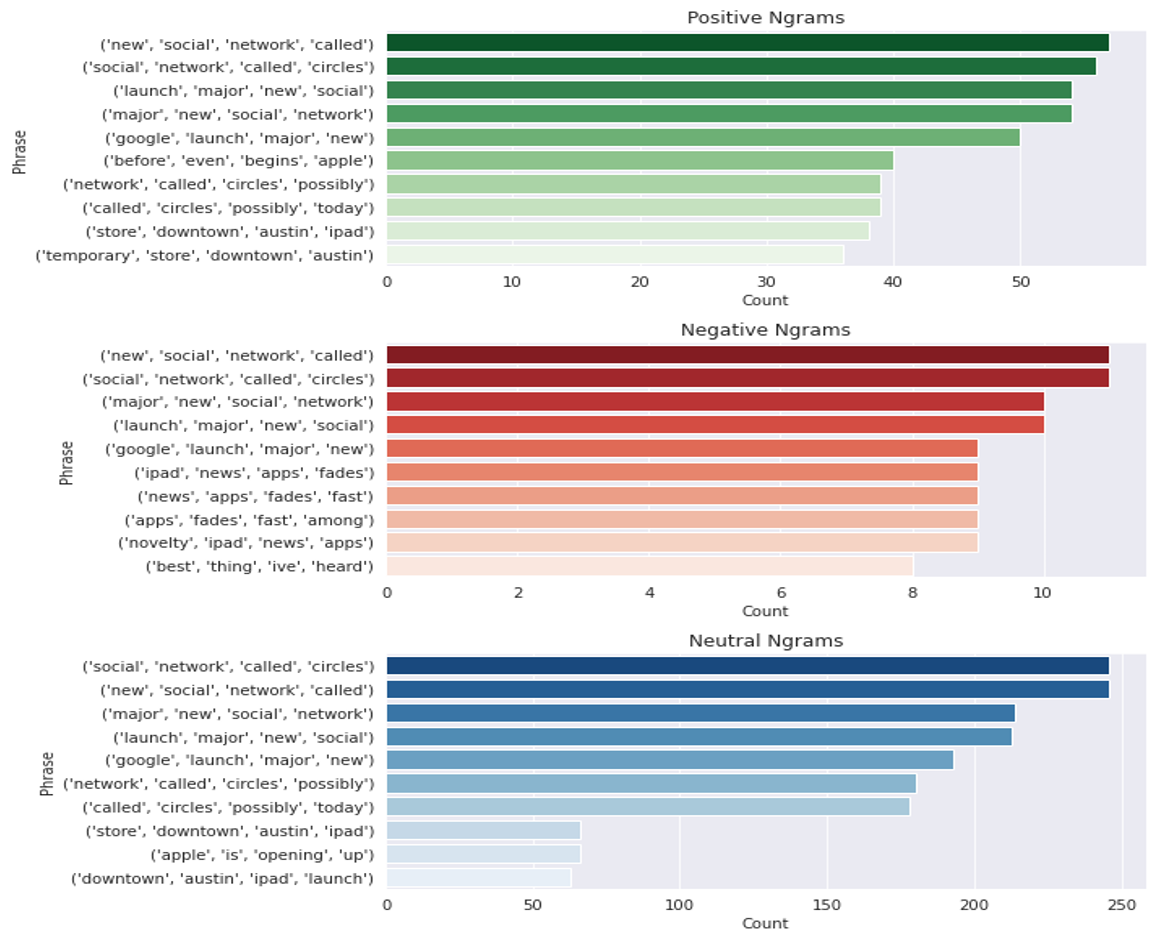 Positive Ngrams
Phrase
('new', 'social', 'network', 'called')
('social', 'network', 'called', 'circles')
('launch', 'major', 'new', 'social')
('major', 'new', 'social', 'network')
('google', 'launch', 'major', 'new')
('before', 'even', 'begins', 'apple')
('network', 'called', 'circles', 'possibly')
('called', 'circles', 'possibly', 'today')
('store', 'downtown', 'austin', 'ipad')
('temporary', 'store', 'downtown', 'austin')
0 10 20 30 40 50
Count
Negative Ngrams
Phrase
('new', 'social', 'network', 'called')
('social', 'network', 'called', 'circles')
('major', 'new', 'social', 'network')
('launch', 'major', 'new', 'social')
('google', 'launch', 'major', 'new')
('ipad', 'news', 'apps', 'fades')
('news', 'apps', 'fades', 'fast')
('apps', 'fades', 'fast', 'among')
('novelty', 'ipad', 'news', 'apps')
('best', 'thing', 'ive', 'heard')
0 2 4 6 8 10
Count
Neutral Ngrams
Phrase
('social', 'network', 'called', 'circles')
('new', 'social', 'network', 'called')
('major', 'new', 'social', 'network')
('launch', 'major', 'new', 'social')
('google', 'launch', 'major', 'new')
('network', 'called', 'circles', 'possibly')
('called', 'circles', 'possibly', 'today')
('store', 'downtown', 'austin', 'ipad')
('apple', 'is', 'opening', 'up')
('downtown', 'austin', 'ipad', 'launch')
0 50 100 150 200 250
Count